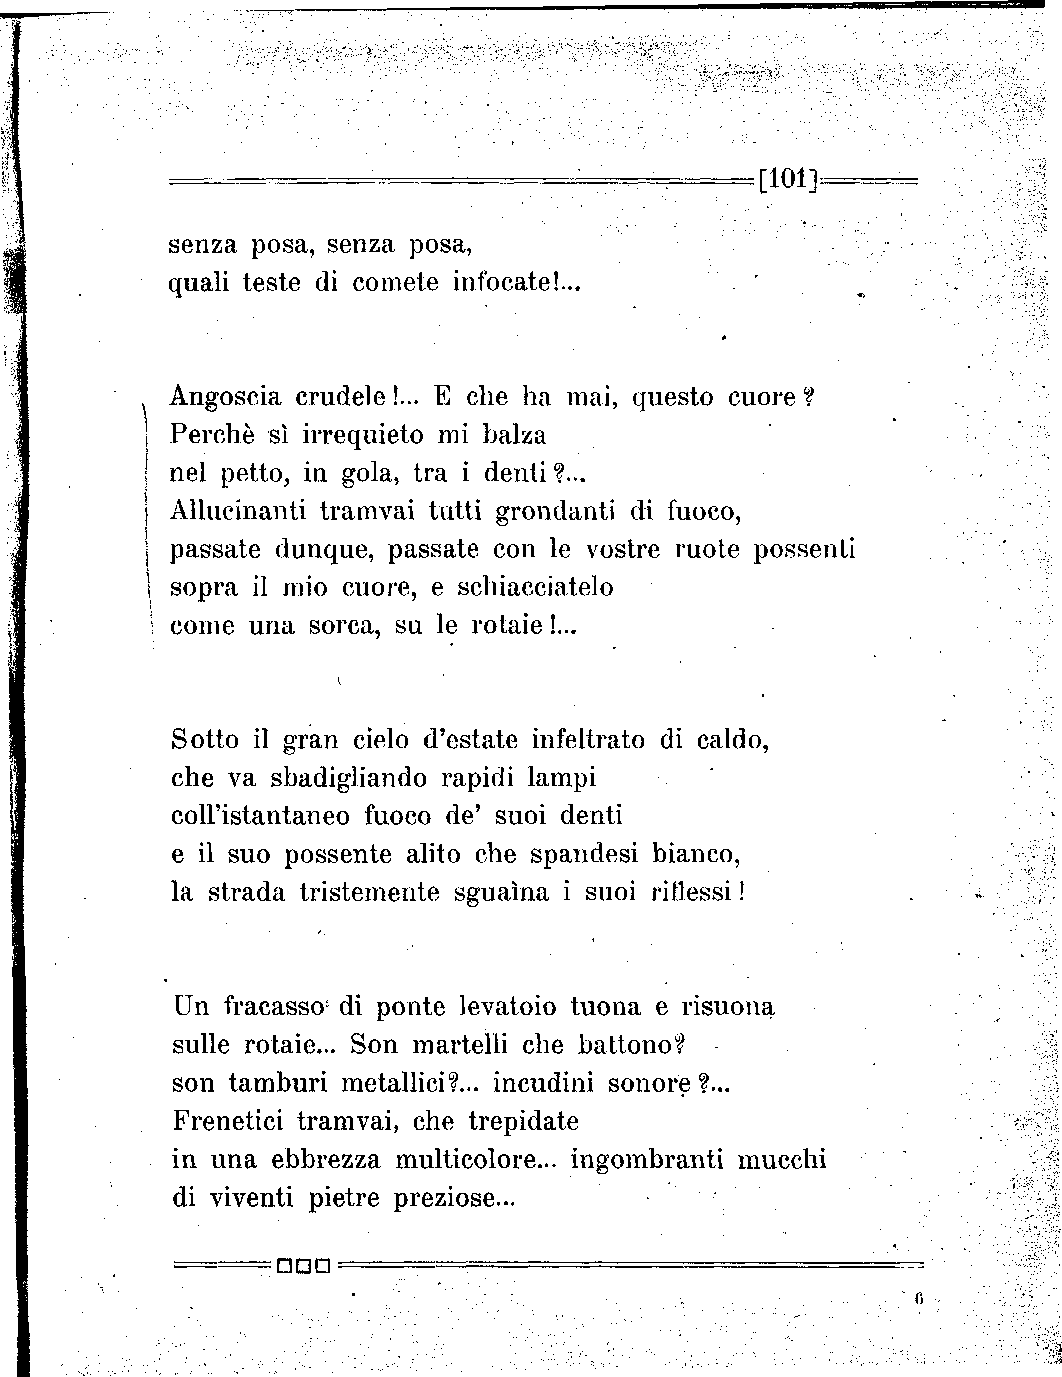 [101]
senza posa, senza posa,
quali teste di comete infocate!...
Angoscia crudele!... E che ha mai, questo cuore?
Perchè sì irrequieto mi balza
nel petto, in gola, tra i denti?...
Allucinanti tramvai tutti grondanti di fuoco,
passate dunque, passate con le vostre ruote possenti
sopra il mio cuore, e schiacciatelo
come una sorca, su le rotaie!...
Sotto il gran cielo d'estate infeltrato di caldo,
che va sbadigliando rapidi lampi
coll'istantaneo fuoco de' suoi denti
e il suo possente alito che spandesi bianco,
la strada tristemente sguaìna i suoi riflessi!
Un fracasso di ponte levatoio tuona e risuona
sulle rotaie... Son martelli che battono?
son tamburi metallici?... incudini sonore?...
Frenetici tramvai, che trepidate
in una ebbrezza multicolore... ingombranti mucchi
di viventi pietre preziose...
6